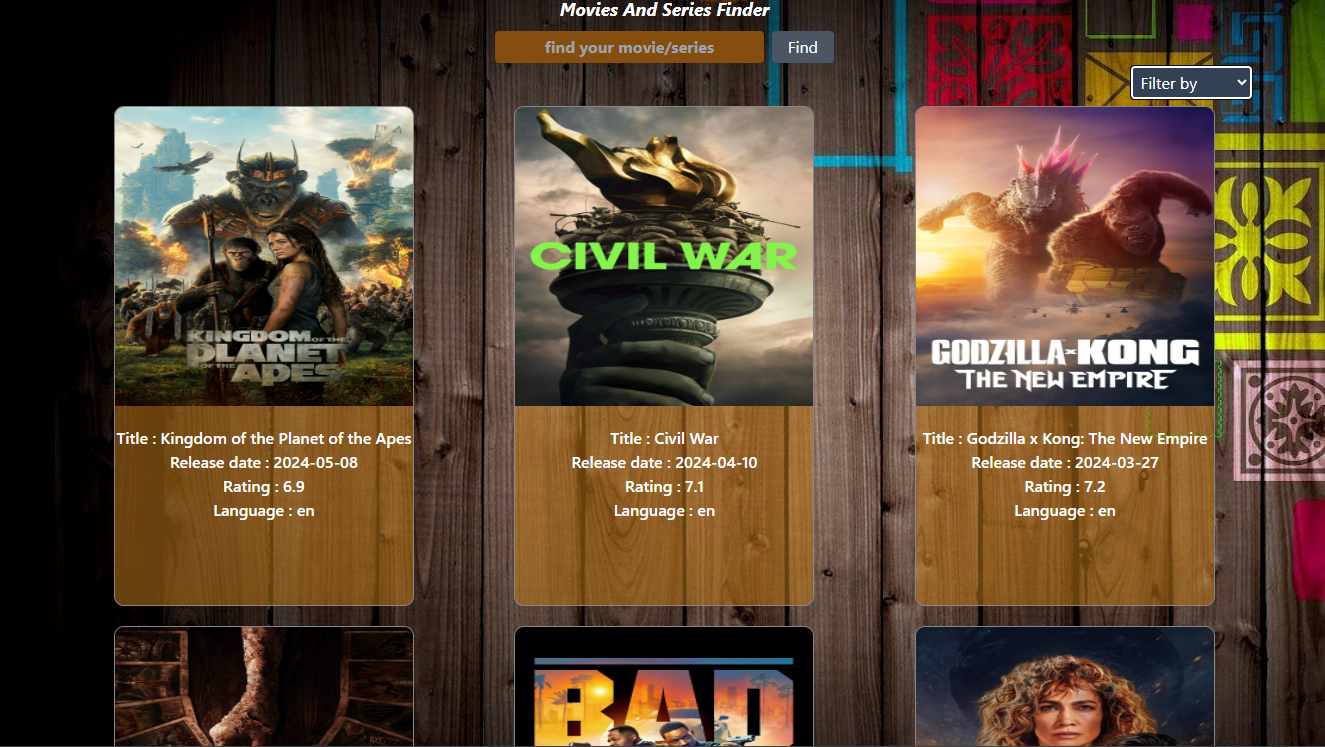 Movies And Series Finder
find your movie/series
Find
Filter by
KINGDOM OF THE
PLANET
OF THE APES
CIVIL WAR
GODZILLA x KONG
THE NEW EMPIRE
Title : Kingdom of the Planet of the Apes
Release date : 2024-05-08
Rating : 6.9
Language : en
Title : Civil War
Release date : 2024-04-10
Rating : 7.1
Language : en
Title : Godzilla x Kong: The New Empire
Release date : 2024-03-27
Rating : 7.2
Language : en
BAD